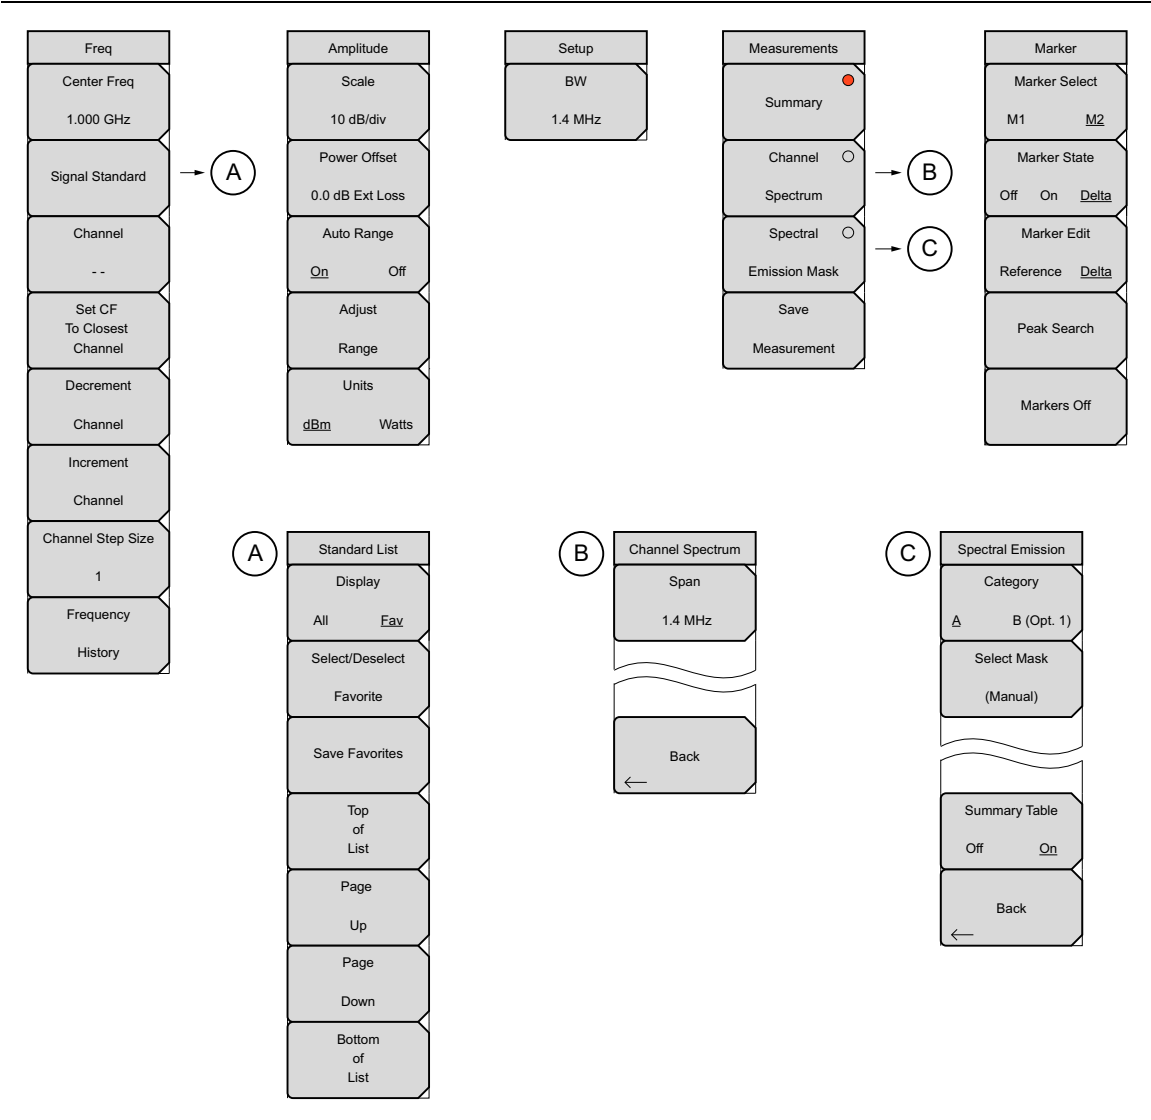 Freq
Center Freq
1.000 GHz
Signal Standard
A
Channel
- -
Set CF
To Closest
Channel
Decrement
Channel
Increment
Channel
Channel Step Size
1
Frequency
History
Amplitude
Scale
10 dB/div
Power Offset
0.0 dB Ext Loss
Auto Range
On Off
Adjust
Range
Units
dBm Watts
Setup
BW
1.4 MHz
Measurements
Summary
Channel
Spectrum
B
Spectral
Emission Mask
C
Save
Measurement
Marker
Marker Select
M1 M2
Marker State
Off On Delta
Marker Edit
Reference Delta
Peak Search
Markers Off
A
Standard List
Display
All Fav
Select/Deselect
Favorite
Save Favorites
Top
of
List
Page
Up
Page
Down
Bottom
of
List
B
Channel Spectrum
Span
1.4 MHz
Back
C
Spectral Emission
Category
A B (Opt. 1)
Select Mask
(Manual)
Summary Table
Off On
Back